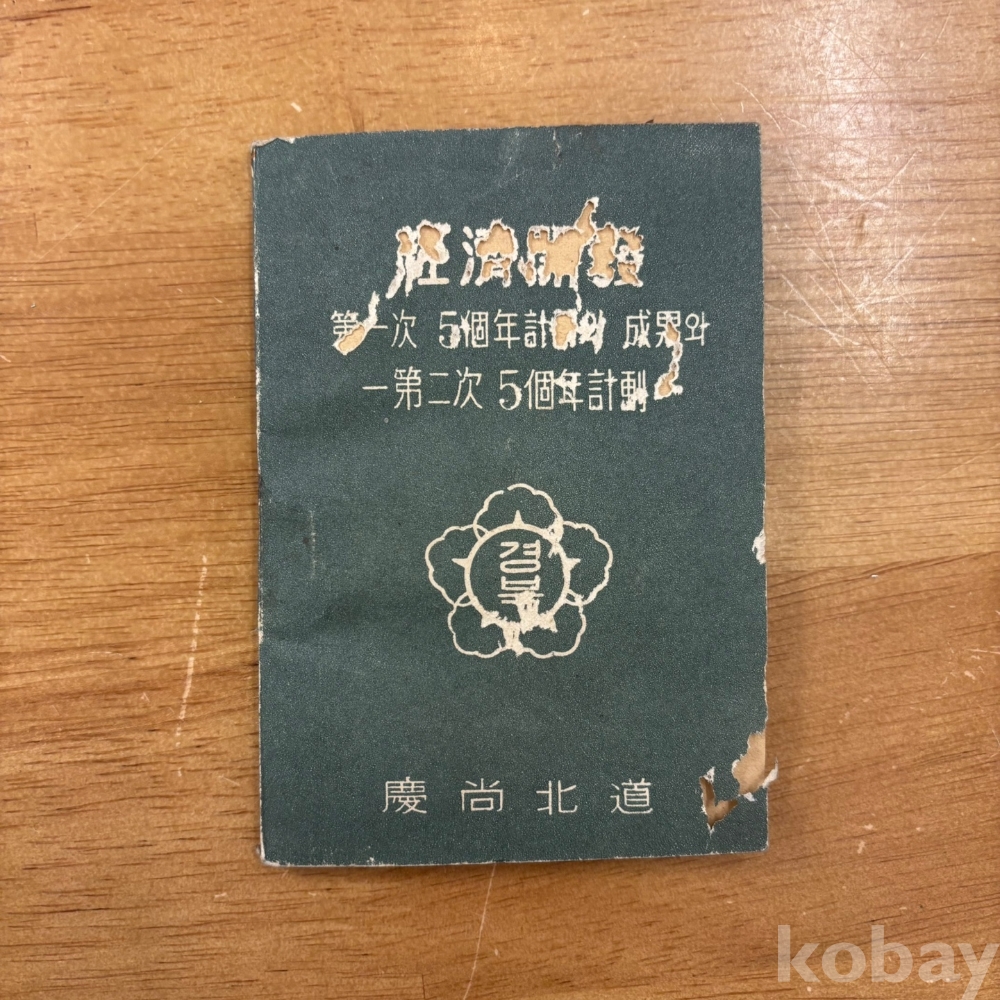 經濟開發
第一次 5個年計劃의 成果와
一第二次 5個年計劃
경북
慶尚北道
kobay